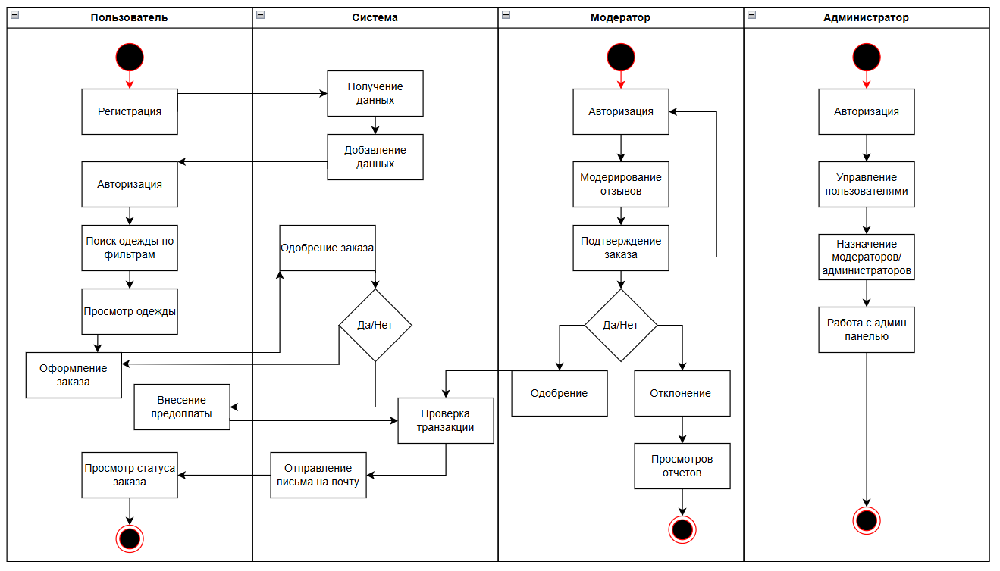 Пользователь
Система
Модератор
Администратор
Регистрация
Авторизация
Поиск одежды по
фильтрам
Просмотр одежды
Оформление
заказа
Внесение
предоплаты
Просмотр статуса
заказа
Получение
данных
Добавление
данных
Одобрение заказа
Да/Нет
Проверка
транзакции
Отправление
письма на почту
Авторизация
Модерирование
отзывов
Подтверждение
заказа
Да/Нет
Одобрение
Отклонение
Просмотров
отчетов
Авторизация
Управление
пользователями
Назначение
модераторов/
администраторов
Работа с админ
панелью